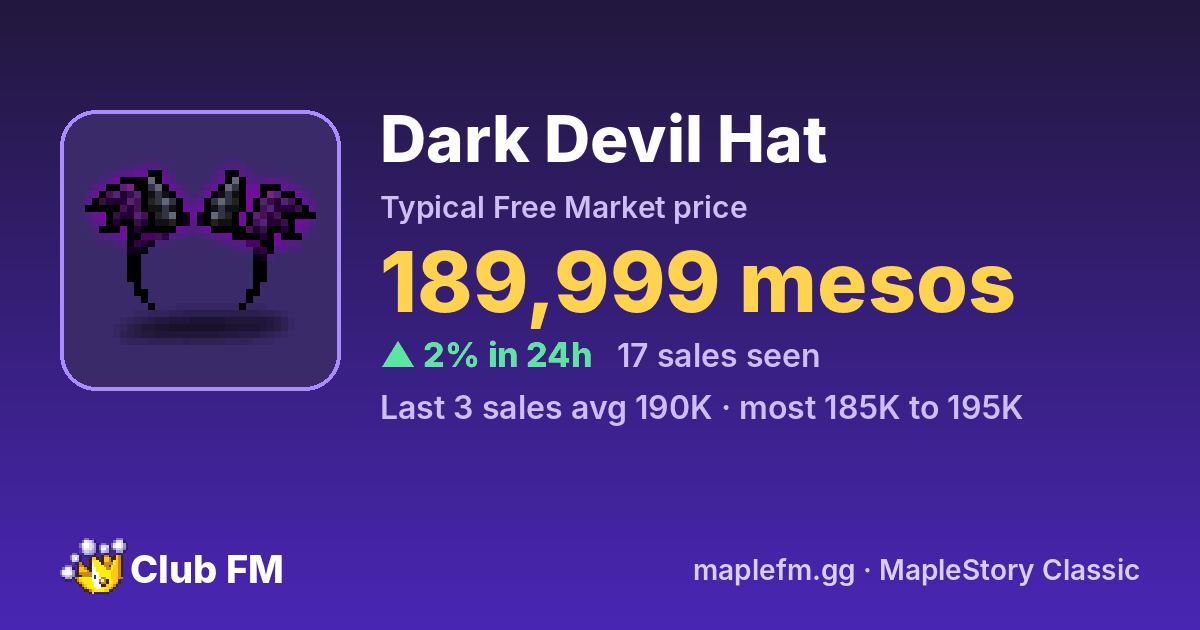 Dark Devil Hat
Typical Free Market price
189,999 mesos
▲ 2% in 24h 17 sales seen
Last 3 sales avg 190K · most 185K to 195K
Club FM
maplefm.gg · MapleStory Classic